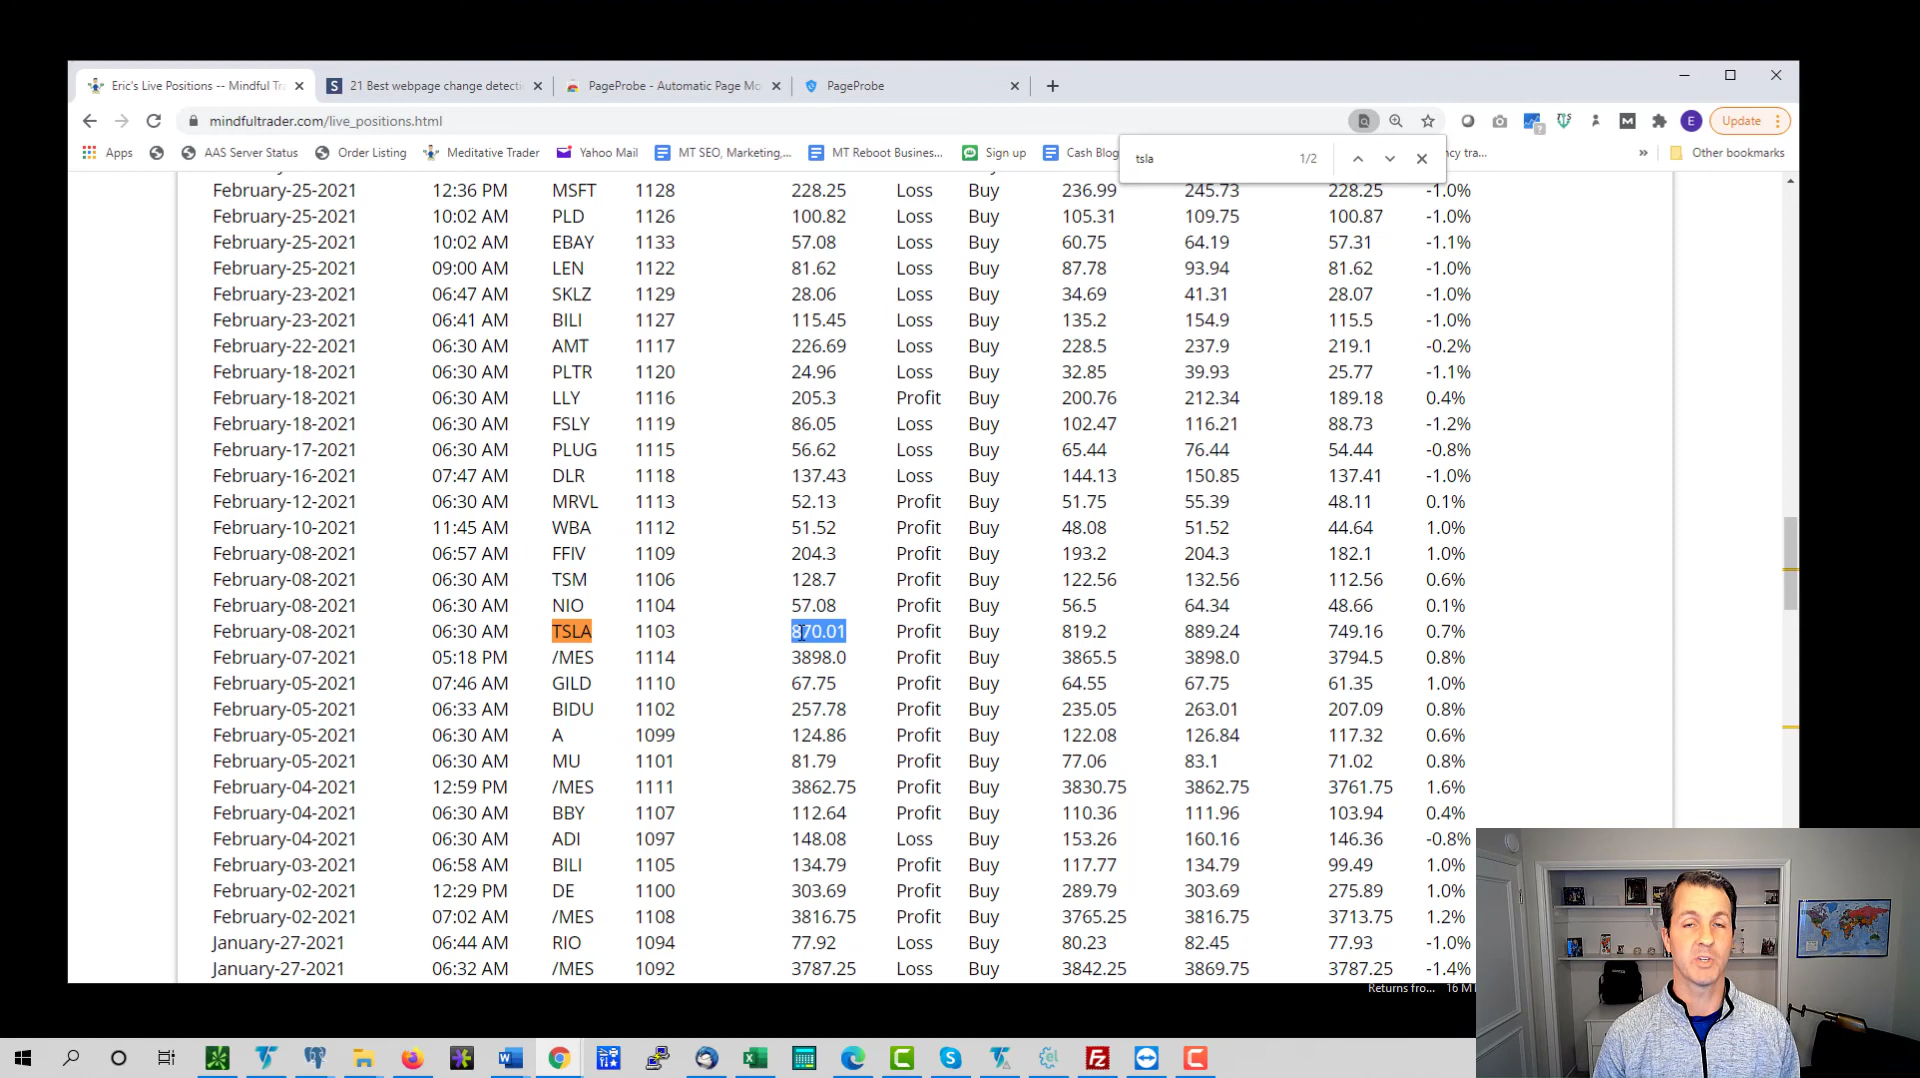 Eric's Live Positions -- Mindful Tra
21 Best webpage change detecti
PageProbe - Automatic Page Mo
PageProbe
mindfultrader.com/live_positions.html
E
Update
Apps
AAS Server Status
Order Listing
Meditative Trader
Yahoo Mail
MT SEO, Marketing,...
MT Reboot Busines...
Sign up
Cash Blog
cy tra...
»
Other bookmarks
tsla 1/2
February-25-2021 12:36 PM MSFT 1128 228.25 Loss Buy 236.99 245.73 228.25 -1.0%
February-25-2021 10:02 AM PLD 1126 100.82 Loss Buy 105.31 109.75 100.87 -1.0%
February-25-2021 10:02 AM EBAY 1133 57.08 Loss Buy 60.75 64.19 57.31 -1.1%
February-25-2021 09:00 AM LEN 1122 81.62 Loss Buy 87.78 93.94 81.62 -1.0%
February-23-2021 06:47 AM SKLZ 1129 28.06 Loss Buy 34.69 41.31 28.07 -1.0%
February-23-2021 06:41 AM BILI 1127 115.45 Loss Buy 135.2 154.9 115.5 -1.0%
February-22-2021 06:30 AM AMT 1117 226.69 Loss Buy 228.5 237.9 219.1 -0.2%
February-18-2021 06:30 AM PLTR 1120 24.96 Loss Buy 32.85 39.93 25.77 -1.1%
February-18-2021 06:30 AM LLY 1116 205.3 Profit Buy 200.76 212.34 189.18 0.4%
February-18-2021 06:30 AM FSLY 1119 86.05 Loss Buy 102.47 116.21 88.73 -1.2%
February-17-2021 06:30 AM PLUG 1115 56.62 Loss Buy 65.44 76.44 54.44 -0.8%
February-16-2021 07:47 AM DLR 1118 137.43 Loss Buy 144.13 150.85 137.41 -1.0%
February-12-2021 06:30 AM MRVL 1113 52.13 Profit Buy 51.75 55.39 48.11 0.1%
February-10-2021 11:45 AM WBA 1112 51.52 Profit Buy 48.08 51.52 44.64 1.0%
February-08-2021 06:57 AM FFIV 1109 204.3 Profit Buy 193.2 204.3 182.1 1.0%
February-08-2021 06:30 AM TSM 1106 128.7 Profit Buy 122.56 132.56 112.56 0.6%
February-08-2021 06:30 AM NIO 1104 57.08 Profit Buy 56.5 64.34 48.66 0.1%
February-08-2021 06:30 AM TSLA 1103 870.01 Profit Buy 819.2 889.24 749.16 0.7%
February-07-2021 05:18 PM /MES 1114 3898.0 Profit Buy 3865.5 3898.0 3794.5 0.8%
February-05-2021 07:46 AM GILD 1110 67.75 Profit Buy 64.55 67.75 61.35 1.0%
February-05-2021 06:33 AM BIDU 1102 257.78 Profit Buy 235.05 263.01 207.09 0.8%
February-05-2021 06:30 AM A 1099 124.86 Profit Buy 122.08 126.84 117.32 0.6%
February-05-2021 06:30 AM MU 1101 81.79 Profit Buy 77.06 83.1 71.02 0.8%
February-04-2021 12:59 PM /MES 1111 3862.75 Profit Buy 3830.75 3862.75 3761.75 1.6%
February-04-2021 06:30 AM BBY 1107 112.64 Profit Buy 110.36 111.96 103.94 0.4%
February-04-2021 06:30 AM ADI 1097 148.08 Loss Buy 153.26 160.16 146.36 -0.8%
February-03-2021 06:58 AM BILI 1105 134.79 Profit Buy 117.77 134.79 99.49 1.0%
February-02-2021 12:29 PM DE 1100 303.69 Profit Buy 289.79 303.69 275.89 1.0%
February-02-2021 07:02 AM /MES 1108 3816.75 Profit Buy 3765.25 3816.75 3713.75 1.2%
January-27-2021 06:44 AM RIO 1094 77.92 Loss Buy 80.23 82.45 77.93 -1.0%
January-27-2021 06:32 AM /MES 1092 3787.25 Loss Buy 3842.25 3869.75 3787.25 -1.4%
Returns fro... 16 M